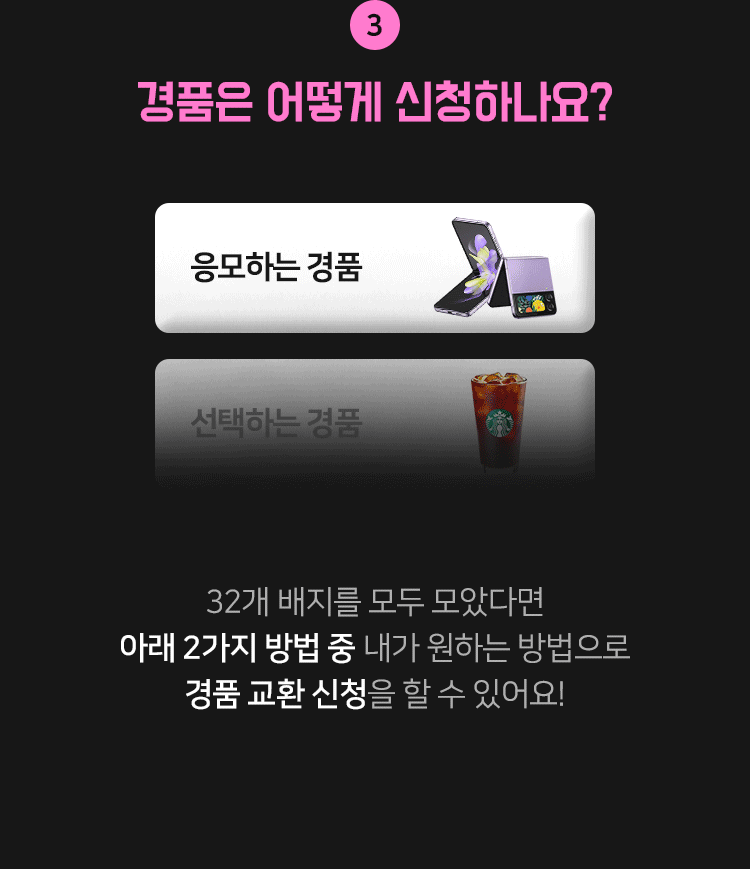 3
경품은 어떻게 신청하나요?
응모하는 경품
선택하는 경품
32개 배지를 모두 모았다면
아래 2가지 방법 중 내가 원하는 방법으로
경품 교환 신청을 할 수 있어요!